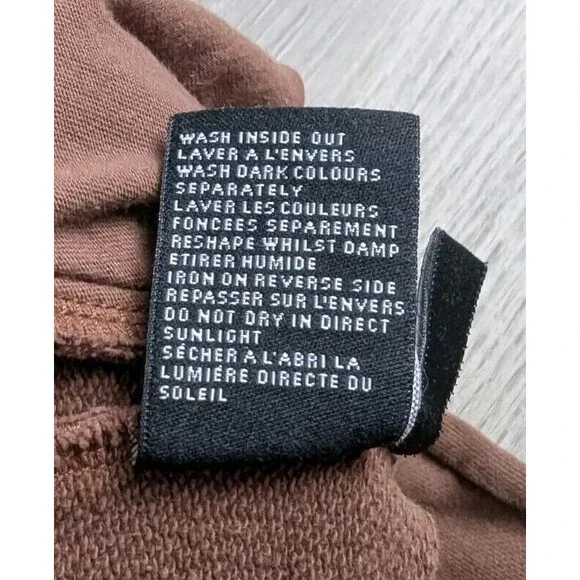 WASH INSIDE OUT
LAVER A L'ENVERS
WASH DARK COLOURS
SEPARATELY
LAVER LES COULEURS
FONCEES SEPAREMENT
RESHAPE WHILST DAMP
ETIRER HUMIDE
IRON ON REVERSE SIDE
REPASSER SUR L'ENVERS
DO NOT DRY IN DIRECT
SUNLIGHT
SÉCHER A L'ABRI LA
LUMIÉRE DIRECTE DU
SOLEIL